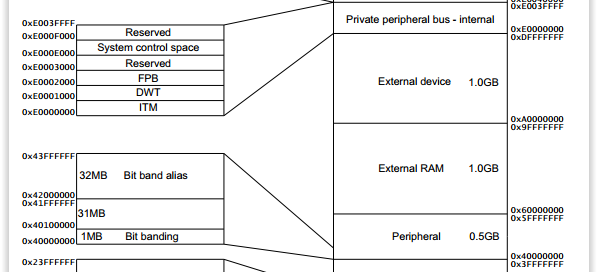 0xE003FFFF
0xE000F000
0xE000E000
0xE0003000
0xE0002000
0xE0001000
0xE0000000
Reserved
System control space
Reserved
FPB
DWT
ITM
0x43FFFFFF
0x42000000
0x41FFFFFF
0x40100000
0x40000000
32MB Bit band alias
31MB
1MB Bit banding
0x23FFFFFF
Private peripheral bus - internal
External device 1.0GB
External RAM 1.0GB
Peripheral 0.5GB
0xE003FFFF
0xE0000000
0xDFFFFFFF
0xA0000000
0x9FFFFFFF
0x60000000
0x5FFFFFFF
0x40000000
0x3FFFFFFF